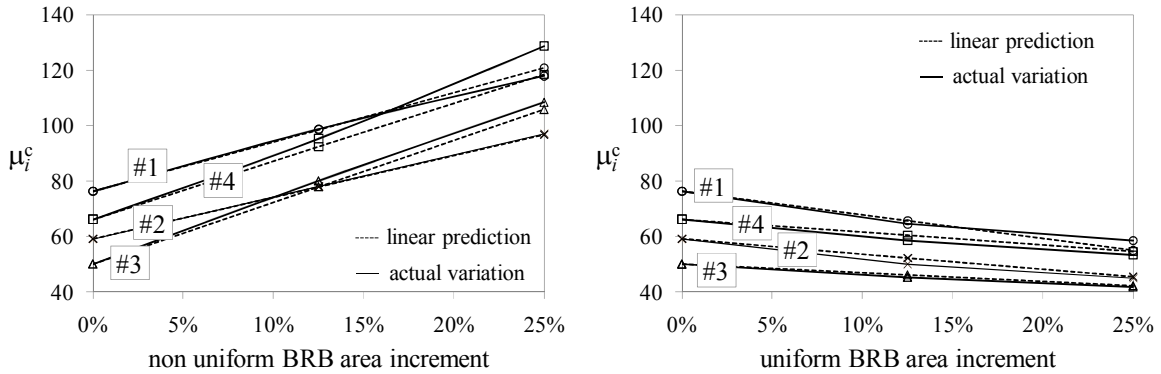 140
120
100
80
60
40
μᵢᶜ
#1
#4
#2
#3
linear prediction
actual variation
0% 5% 10% 15% 20% 25%
non uniform BRB area increment
140
120
100
80
60
40
μᵢᶜ
linear prediction
actual variation
#1
#4
#2
#3
0% 5% 10% 15% 20% 25%
uniform BRB area increment